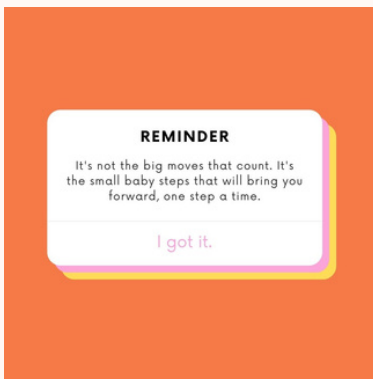 REMINDER
It's not the big moves that count. It's
the small baby steps that will bring you
forward, one step a time.
I got it.